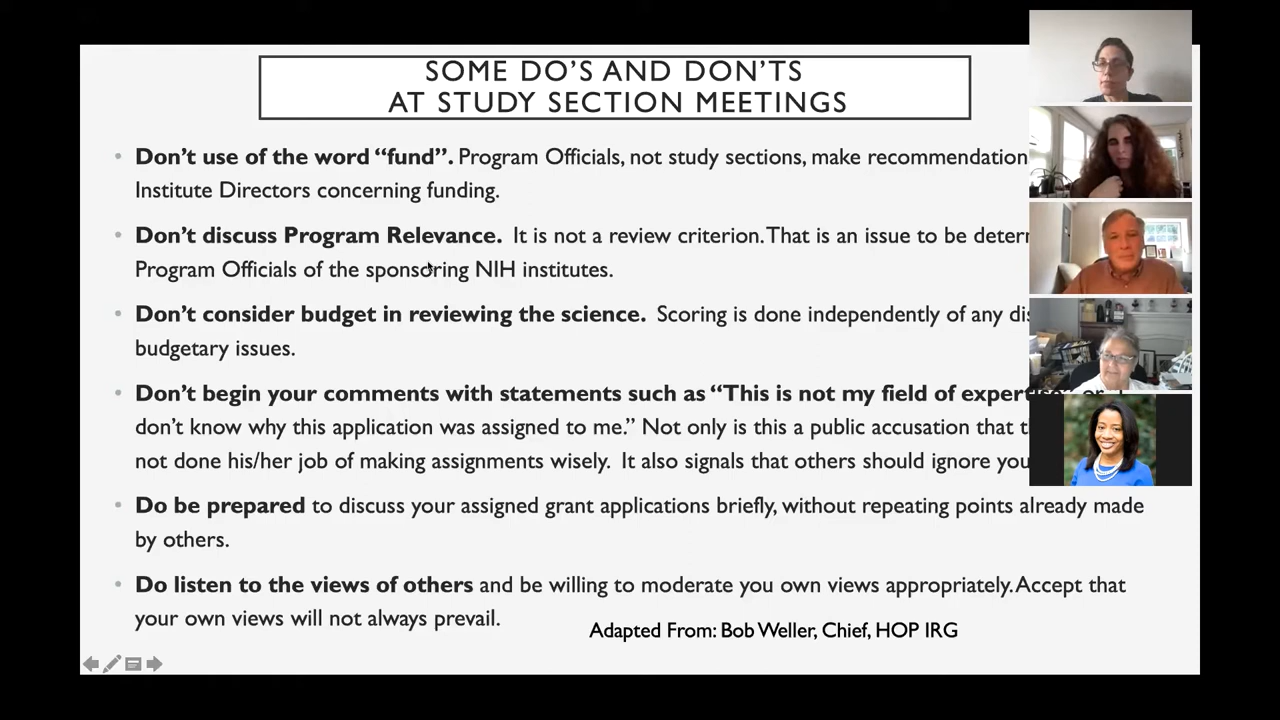 SOME DO'S AND DON'TS
AT STUDY SECTION MEETINGS
• Don't use of the word “fund”. Program Officials, not study sections, make recommendation
Institute Directors concerning funding.
• Don't discuss Program Relevance. It is not a review criterion. That is an issue to be
Program Officials of the sponsoring NIH institutes.
• Don't consider budget in reviewing the science. Scoring is done independently of any
budgetary issues.
• Don't begin your comments with statements such as “This is not my field of
don't know why this application was assigned to me.” Not only is this a public accusation that
not done his/her job of making assignments wisely. It also signals that others should ignore
• Do be prepared to discuss your assigned grant applications briefly, without repeating points already made
by others.
• Do listen to the views of others and be willing to moderate you own views appropriately. Accept that
your own views will not always prevail.
Adapted From: Bob Weller, Chief, HOP IRG